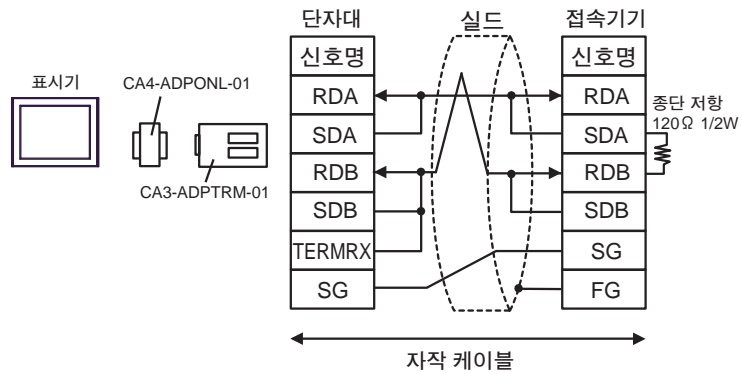 단자대
실드
접속기기
신호명
신호명
표시기
CA4-ADPONL-01
CA3-ADPTRM-01
RDA
RDA
SDA
SDA
RDB
RDB
SDB
SDB
TERMRX
SG
SG
FG
종단 저항
120Ω 1/2W
자작 케이블